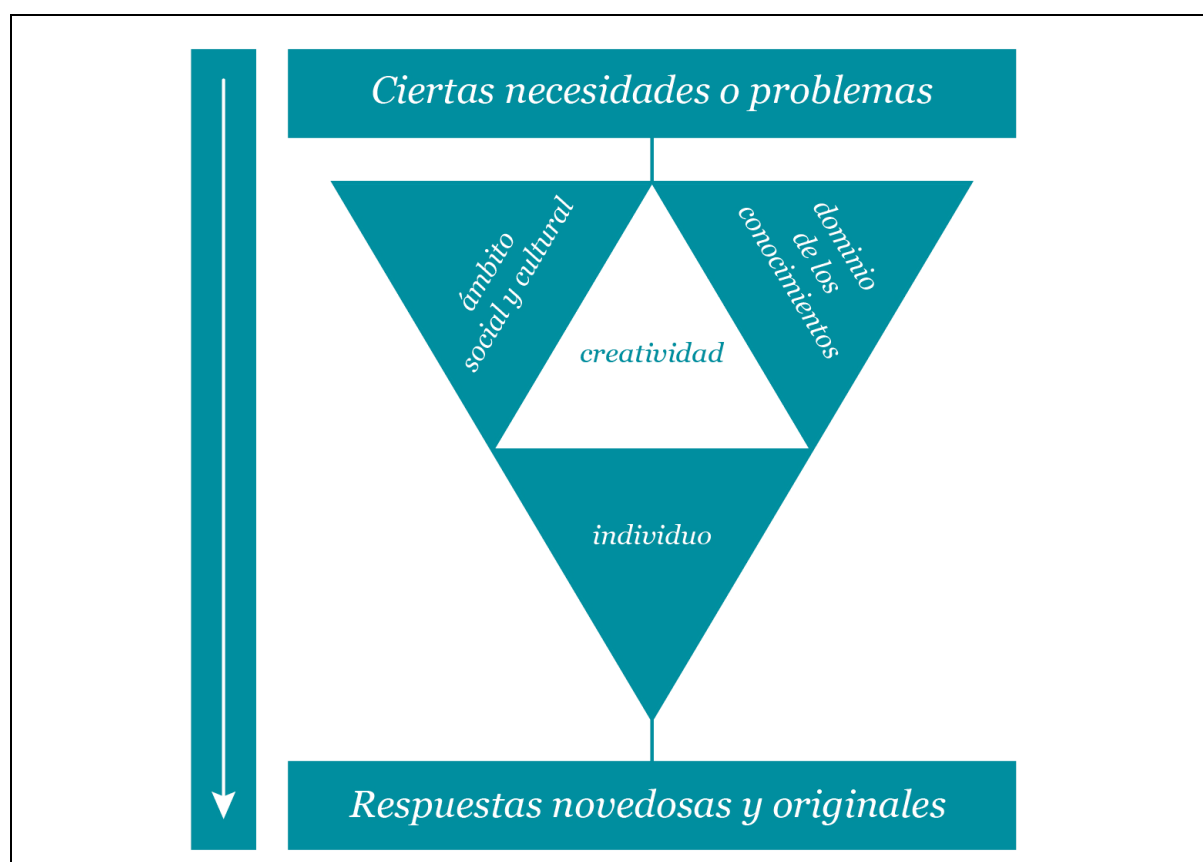 Ciertas necesidades o problemas
ámbito
social y cultural
dominio
de los
conocimientos
creatividad
individuo
Respuestas novedosas y originales